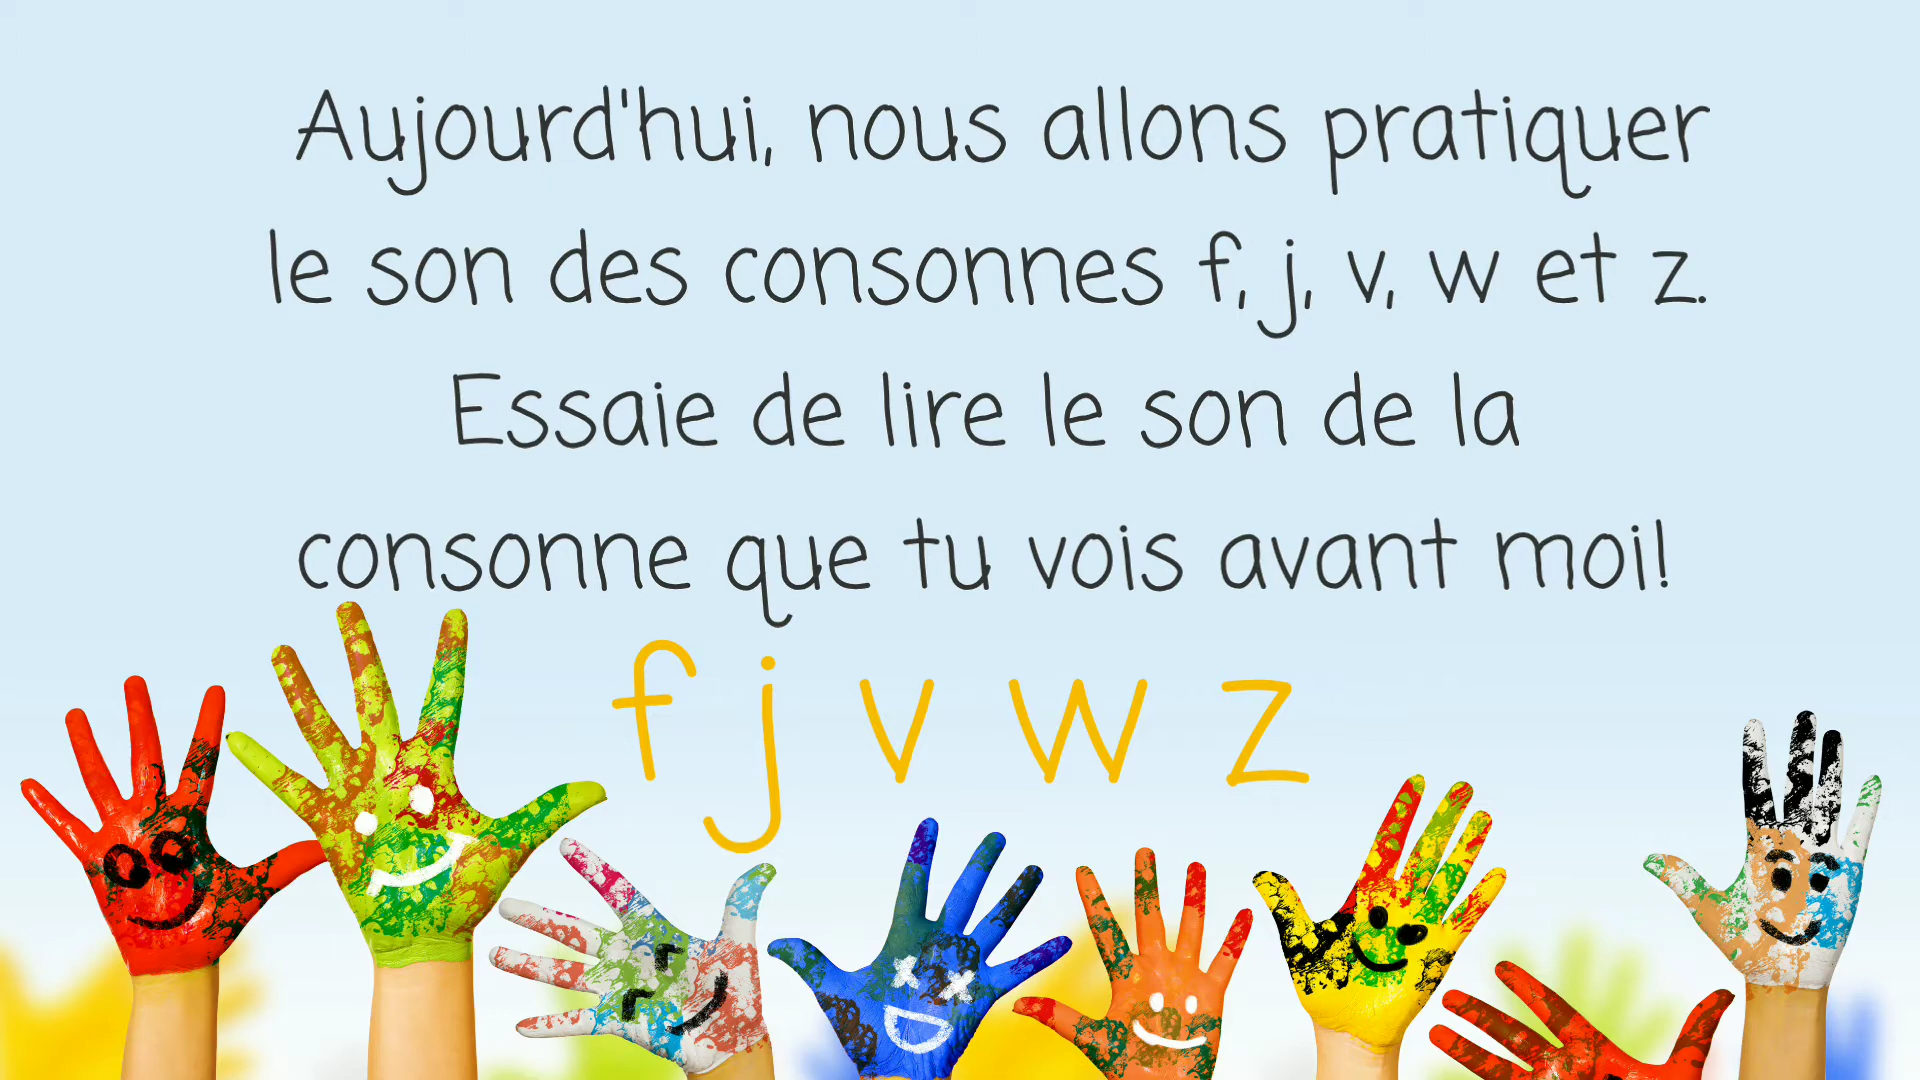 Aujourd'hui, nous allons pratiquer
le son des consonnes f, j, v, w et z.
Essaie de lire le son de la
consonne que tu vois avant moi!
f j v w z